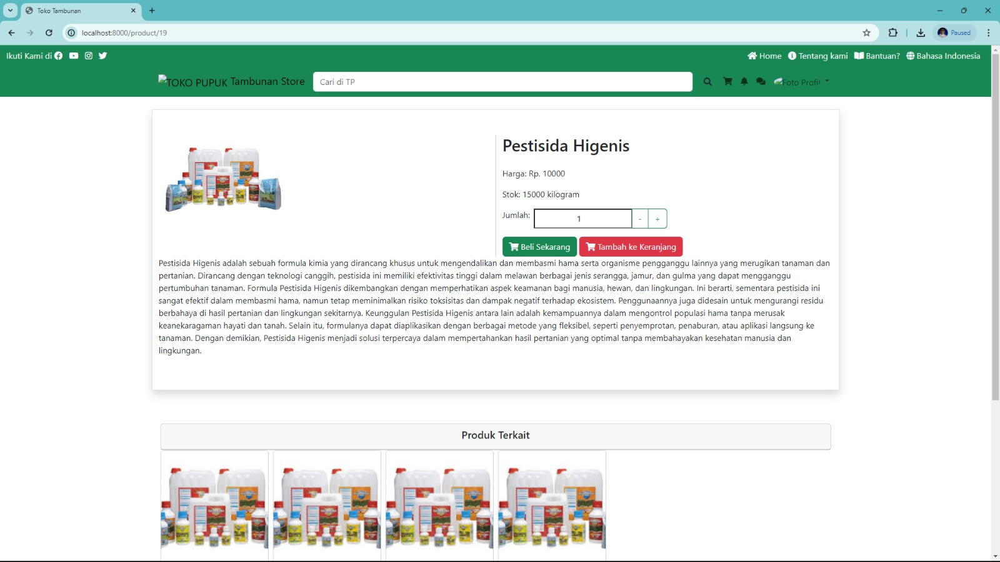 Toko Tambunan
localhost:8000/product/19
Paused
Ikuti Kami di
Home Tentang kami Bantuan? Bahasa Indonesia
TOKO PUPUK Tambunan Store
Cari di TP
Foto Profil
Pestisida Higenis
Harga: Rp. 10000
Stok: 15000 kilogram
Jumlah: 1 - +
Beli Sekarang Tambah ke Keranjang
Pestisida Higenis adalah sebuah formula kimia yang dirancang khusus untuk mengendalikan dan membasmi hama serta organisme pengganggu lainnya yang merugikan tanaman dan
pertanian. Dirancang dengan teknologi canggih, pestisida ini memiliki efektivitas tinggi dalam melawan berbagai jenis serangga, jamur, dan gulma yang dapat mengganggu
pertumbuhan tanaman. Formula Pestisida Higenis dikembangkan dengan memperhatikan aspek keamanan bagi manusia, hewan, dan lingkungan. Ini berarti, sementara pestisida ini
sangat efektif dalam membasmi hama, namun tetap meminimalkan risiko toksisitas dan dampak negatif terhadap ekosistem. Penggunaannya juga didesain untuk mengurangi residu
berbahaya di hasil pertanian dan lingkungan sekitarnya. Keunggulan Pestisida Higenis antara lain adalah kemampuannya dalam mengontrol populasi hama tanpa merusak
keanekaragaman hayati dan tanah. Selain itu, formulanya dapat diaplikasikan dengan berbagai metode yang fleksibel, seperti penyemprotan, penaburan, atau aplikasi langsung ke
tanaman. Dengan demikian, Pestisida Higenis menjadi solusi terpercaya dalam mempertahankan hasil pertanian yang optimal tanpa membahayakan kesehatan manusia dan
lingkungan.
Produk Terkait